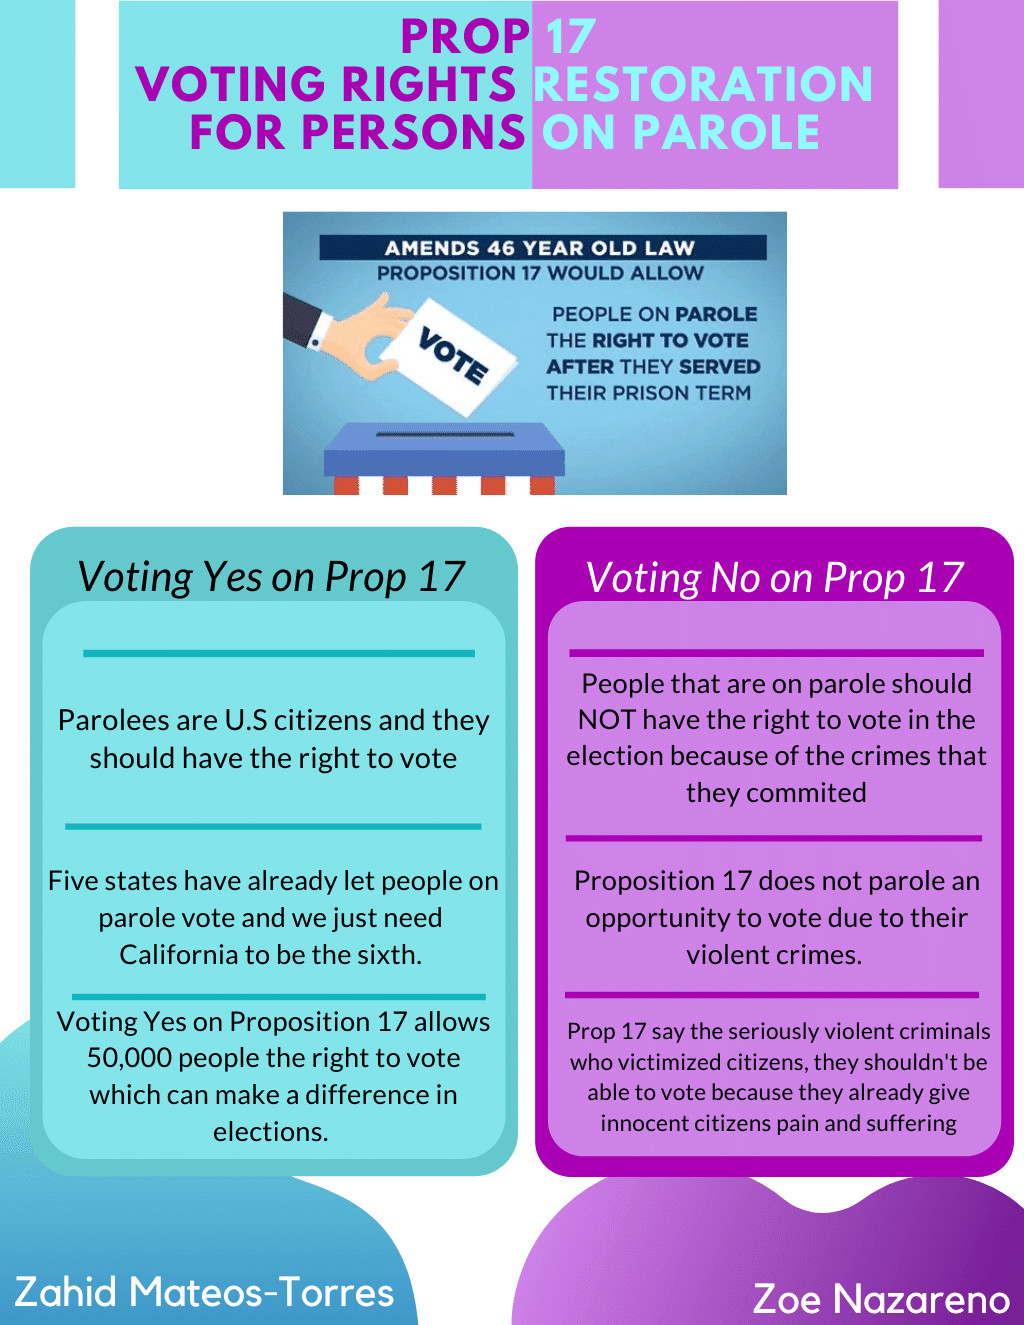 PROP 17
VOTING RIGHTS RESTORATION
FOR PERSONS ON PAROLE
AMENDS 46 YEAR OLD LAW
PROPOSITION 17 WOULD ALLOW
PEOPLE ON PAROLE
THE RIGHT TO VOTE
AFTER THEY SERVED
THEIR PRISON TERM
VOTE
Voting Yes on Prop 17
Parolees are U.S citizens and they
should have the right to vote
Five states have already let people on
parole vote and we just need
California to be the sixth.
Voting Yes on Proposition 17 allows
50,000 people the right to vote
which can make a difference in
elections.
Voting No on Prop 17
People that are on parole should
NOT have the right to vote in the
election because of the crimes that
they commited
Proposition 17 does not parole an
opportunity to vote due to their
violent crimes.
Prop 17 say the seriously violent criminals
who victimized citizens, they shouldn't be
able to vote because they already give
innocent citizens pain and suffering
Zahid Mateos-Torres
Zoe Nazareno